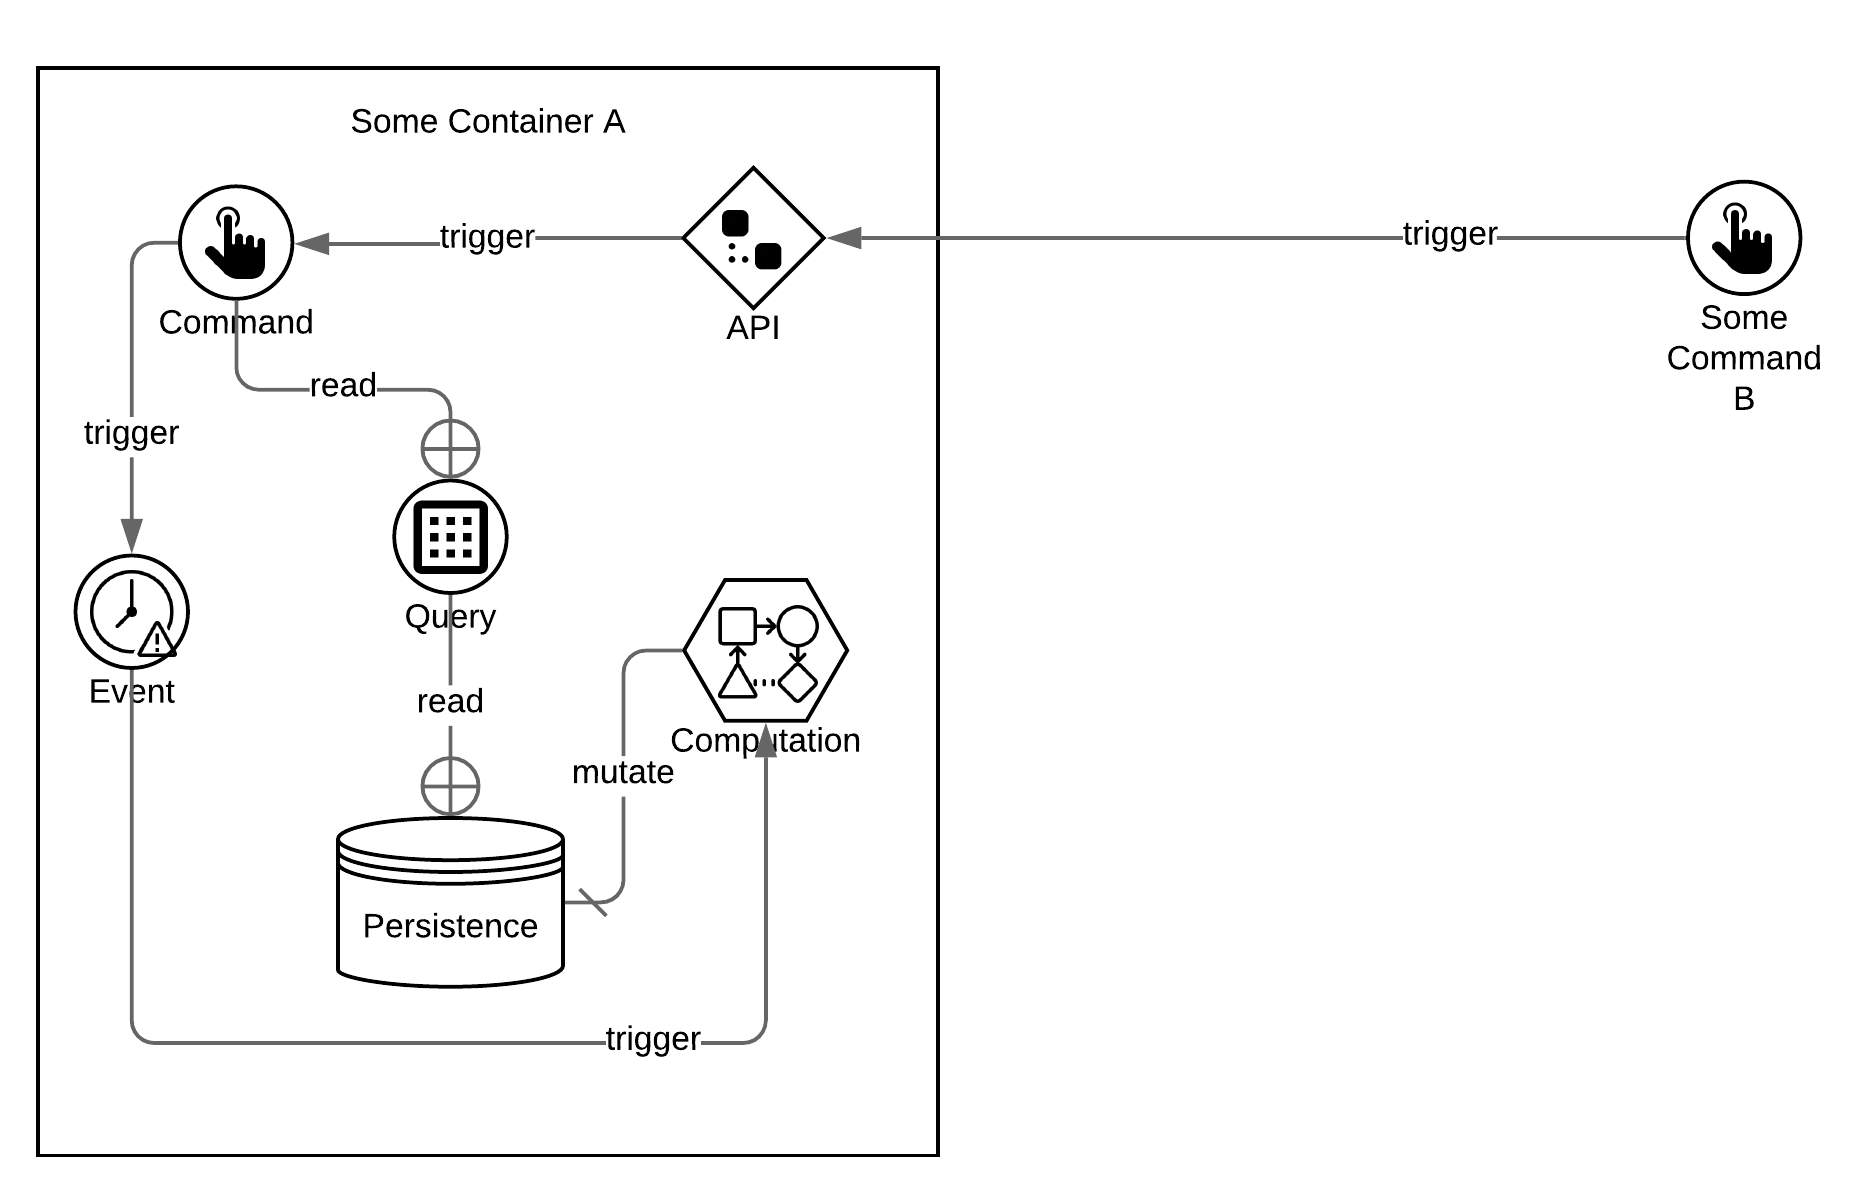 Some Container A
trigger
trigger
Command
API
Some
Command
B
read
trigger
Query
Event
read
Computation
mutate
Persistence
trigger